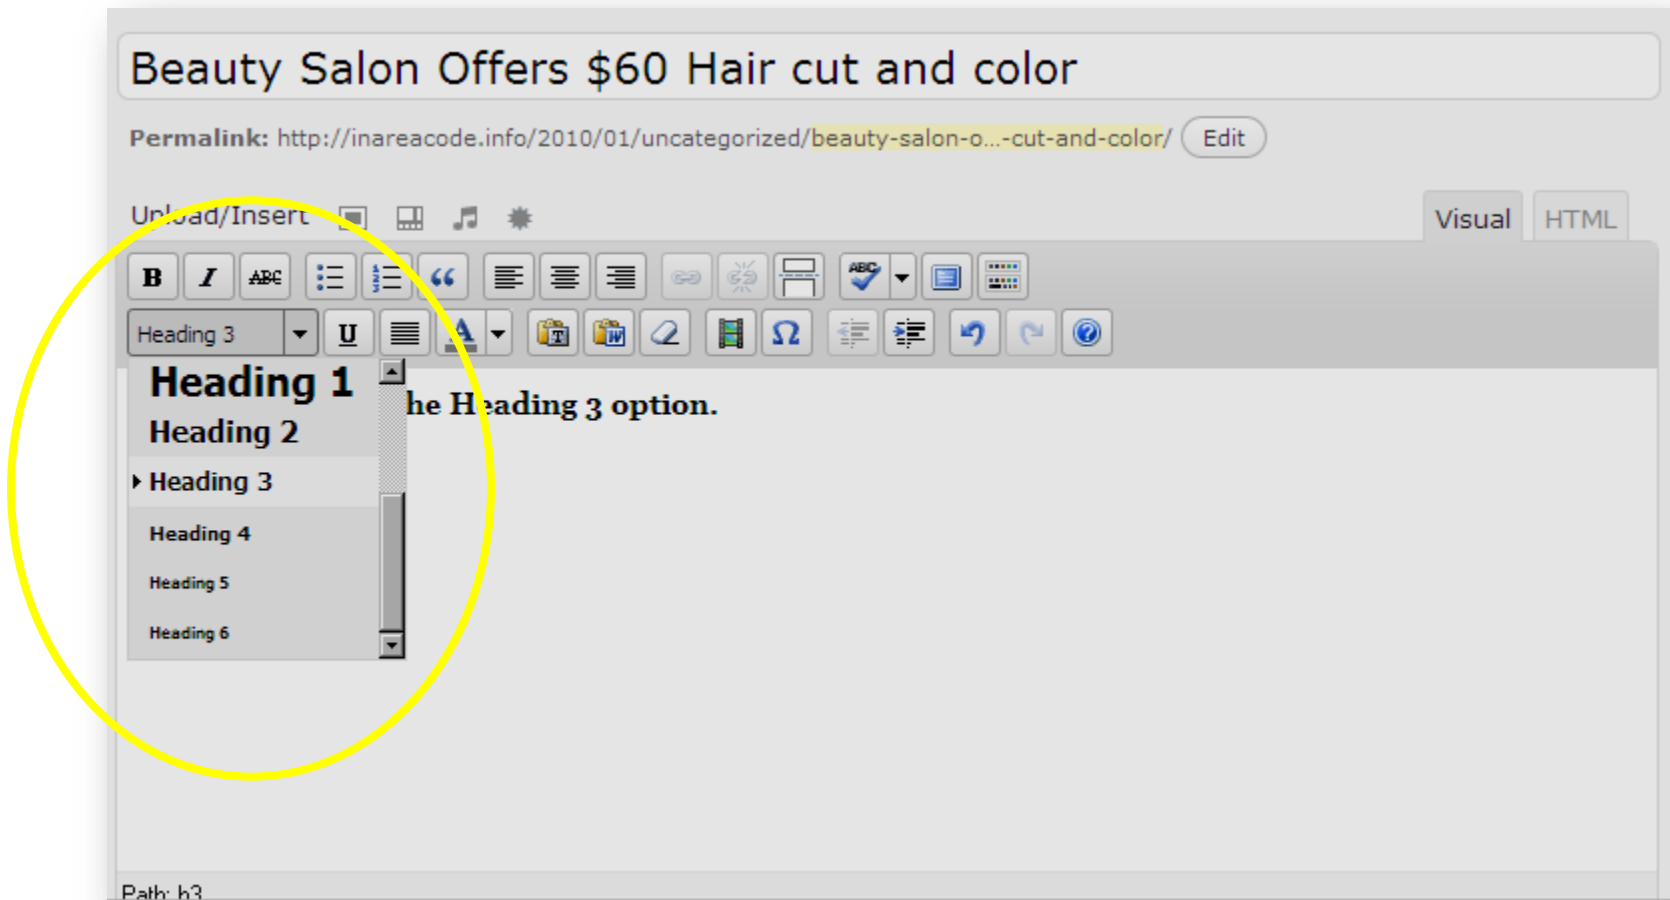 Beauty Salon Offers $60 Hair cut and color
Permalink: http://inareacode.info/2010/01/uncategorized/beauty-salon-o...-cut-and-color/ Edit
Upload/Insert
Visual HTML
B I ABC ABC
Heading 3 U A T W Ω
Heading 1
he Heading 3 option.
Heading 2
Heading 3
Heading 4
Heading 5
Heading 6
Path: h3